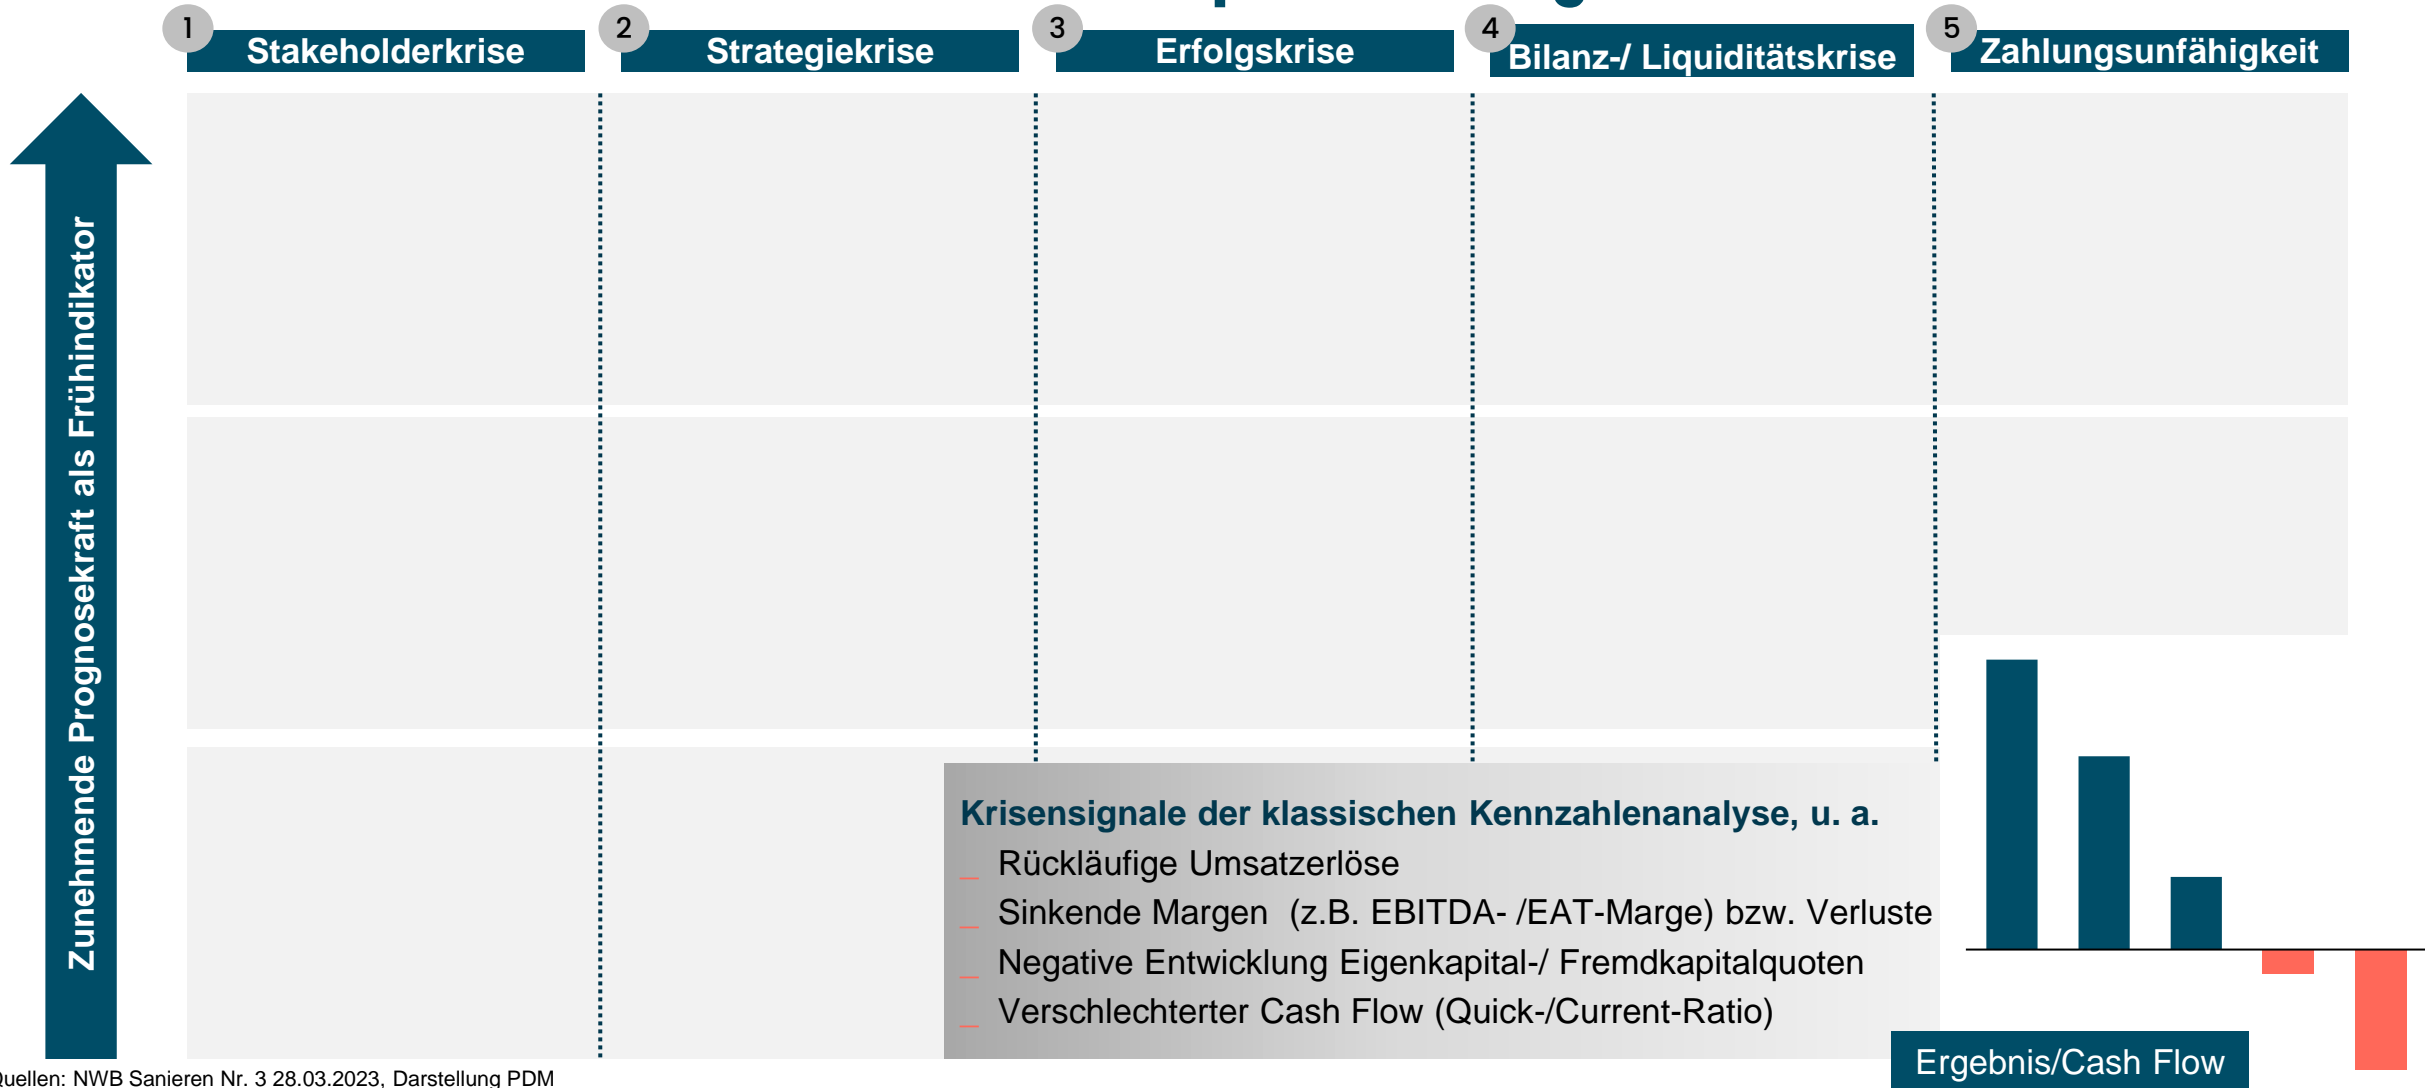 1
Stakeholderkrise
2
Strategiekrise
3
Erfolgskrise
4
Bilanz-/ Liquiditätskrise
5
Zahlungsunfähigkeit
Zunehmende Prognosekraft als Frühindikator
Krisensignale der klassischen Kennzahlenanalyse, u. a.
_ Rückläufige Umsatzerlöse
_ Sinkende Margen (z.B. EBITDA- /EAT-Marge) bzw. Verluste
_ Negative Entwicklung Eigenkapital-/ Fremdkapitalquoten
_ Verschlechterter Cash Flow (Quick-/Current-Ratio)
Ergebnis/Cash Flow
Quellen: NWB Sanieren Nr. 3 28.03.2023, Darstellung PDM